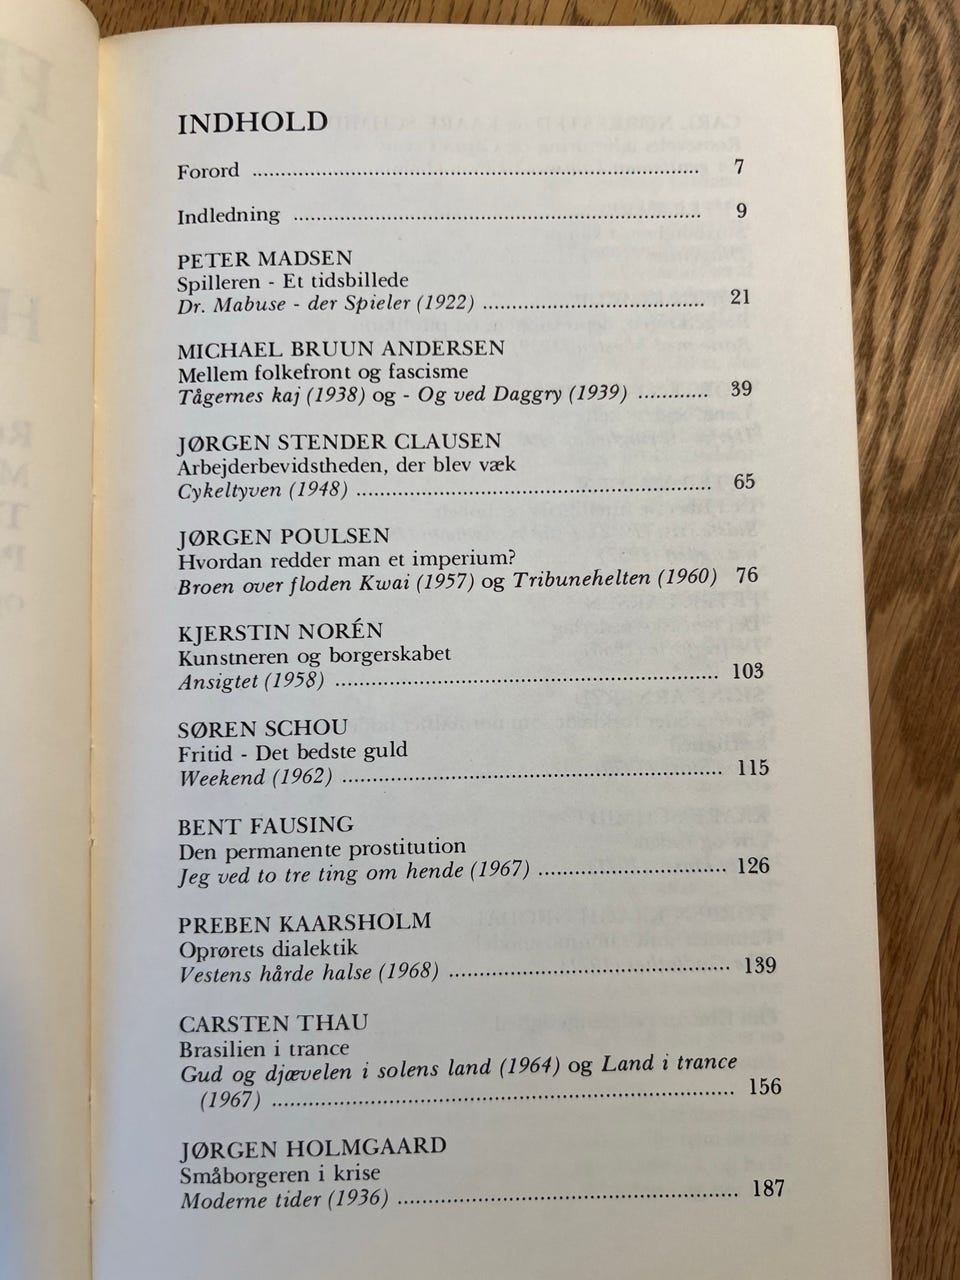 INDHOLD
Forord ........ 7
Indledning ........ 9
PETER MADSEN
Spilleren - Et tidsbillede
Dr. Mabuse - der Spieler (1922) ........ 21
MICHAEL BRUUN ANDERSEN
Mellem folkefront og fascisme
Tågernes kaj (1938) og - Og ved Daggry (1939) ........ 39
JØRGEN STENDER CLAUSEN
Arbejderbevidstheden, der blev væk
Cykeltyven (1948) ........ 65
JØRGEN POULSEN
Hvordan redder man et imperium?
Broen over floden Kwai (1957) og Tribunehelten (1960) 76
KJERSTIN NORÉN
Kunstneren og borgerskabet
Ansigtet (1958) ........ 103
SØREN SCHOU
Fritid - Det bedste guld
Weekend (1962) ........ 115
BENT FAUSING
Den permanente prostitution
Jeg ved to tre ting om hende (1967) ........ 126
PREBEN KAARSHOLM
Oprørets dialektik
Vestens hårde halse (1968) ........ 139
CARSTEN THAU
Brasilien i trance
Gud og djævelen i solens land (1964) og Land i trance
(1967) ........ 156
JØRGEN HOLMGAARD
Småborgeren i krise
Moderne tider (1936) ........ 187